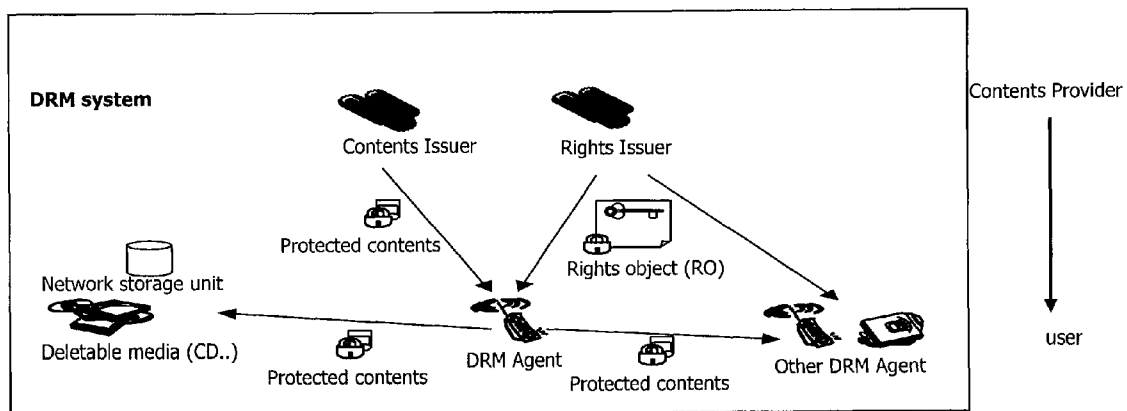 DRM system
Contents Provider
Contents Issuer
Rights Issuer
Protected contents
Rights object (RO)
Network storage unit
Deletable media (CD..)
Protected contents
DRM Agent
Protected contents
Other DRM Agent
user